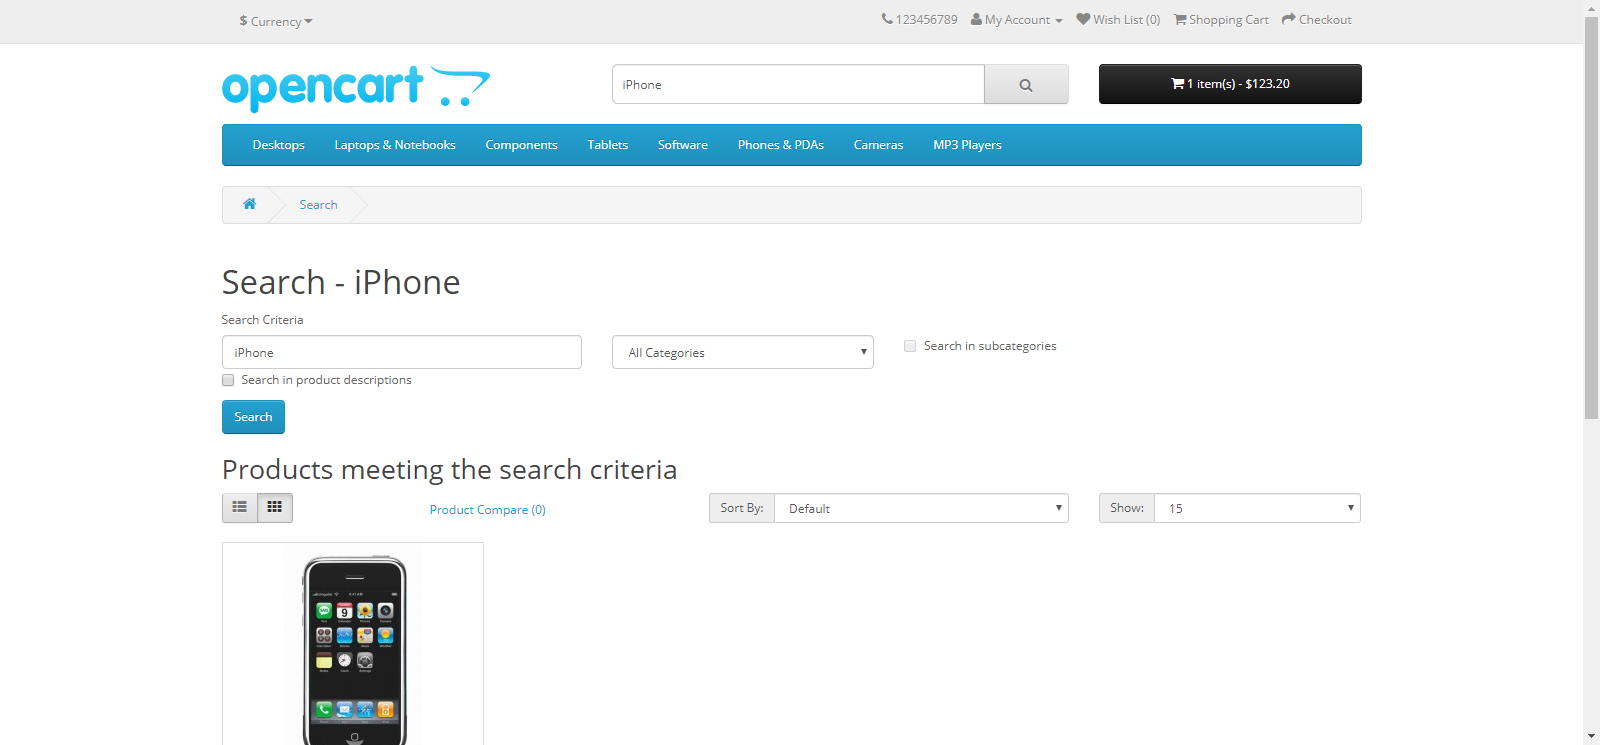 $ Currency
123456789 My Account Wish List (0) Shopping Cart Checkout
opencart
iPhone
1 item(s) - $123.20
Desktops Laptops & Notebooks Components Tablets Software Phones & PDAs Cameras MP3 Players
Search
Search - iPhone
Search Criteria
iPhone All Categories Search in subcategories
Search in product descriptions
Search
Products meeting the search criteria
Product Compare (0) Sort By: Default Show: 15
9